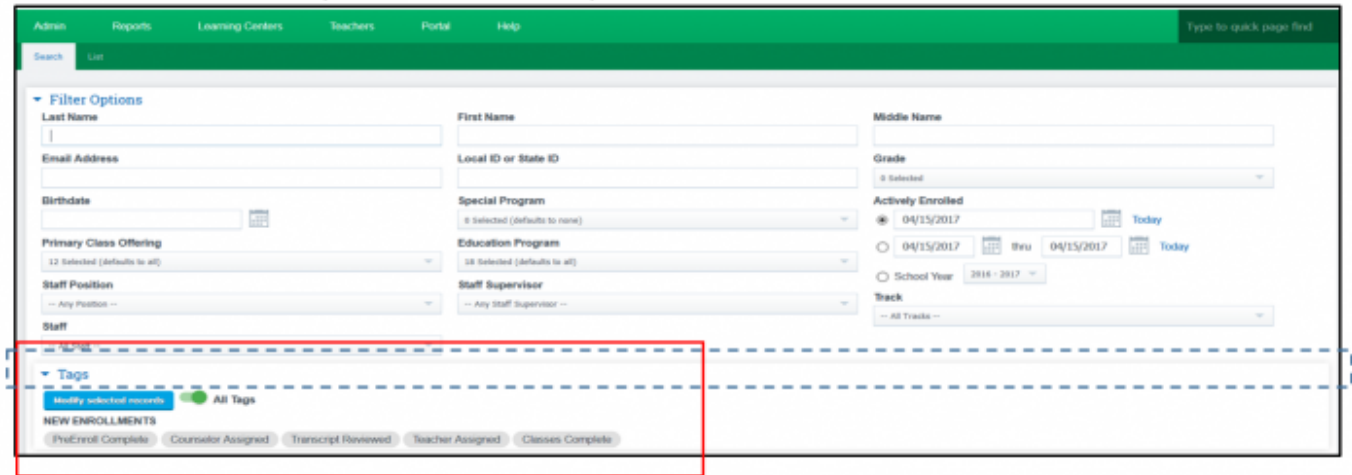 Admin Reports Learning Centers Teachers Portal Help Type to quick page find
Search List
Filter Options
Last Name First Name Middle Name
Email Address Local ID or State ID Grade
0 Selected
Birthdate Special Program Actively Enrolled
0 Selected (defaults to none) 04/15/2017 Today
Primary Class Offering Education Program 04/15/2017 thru 04/15/2017 Today
12 Selected (defaults to all) 18 Selected (defaults to all)
School Year 2016 - 2017
Staff Position Staff Supervisor
-- Any Position -- -- Any Staff Supervisor --
Track
-- All Tracks --
Staff
-- All Staff --
Tags
Modify selected records All Tags
NEW ENROLLMENTS
PreEnroll Complete Counselor Assigned Transcript Reviewed Teacher Assigned Classes Complete